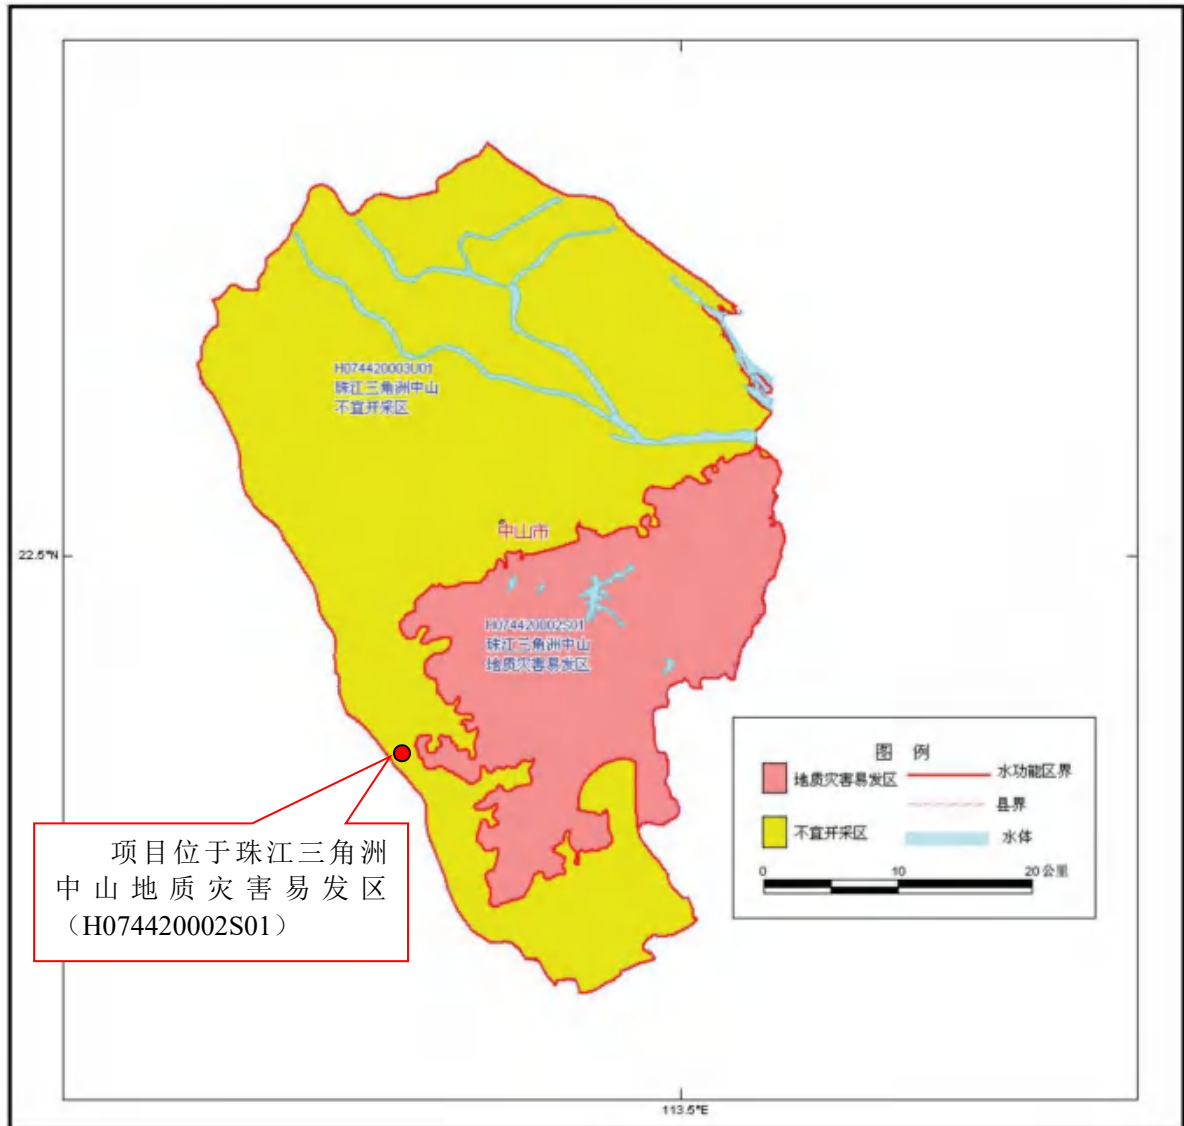 H074420003U01
珠江三角洲中山
不宜开采区
中山市
22.5°N
H074420002S01
珠江三角洲中山
地质灾害易发区
项目位于珠江三角洲
中山地质灾害易发区
（H074420002S01）
图 例
地质灾害易发区
水功能区界
县界
不宜开采区
水体
0 10 20公里
113.5°E